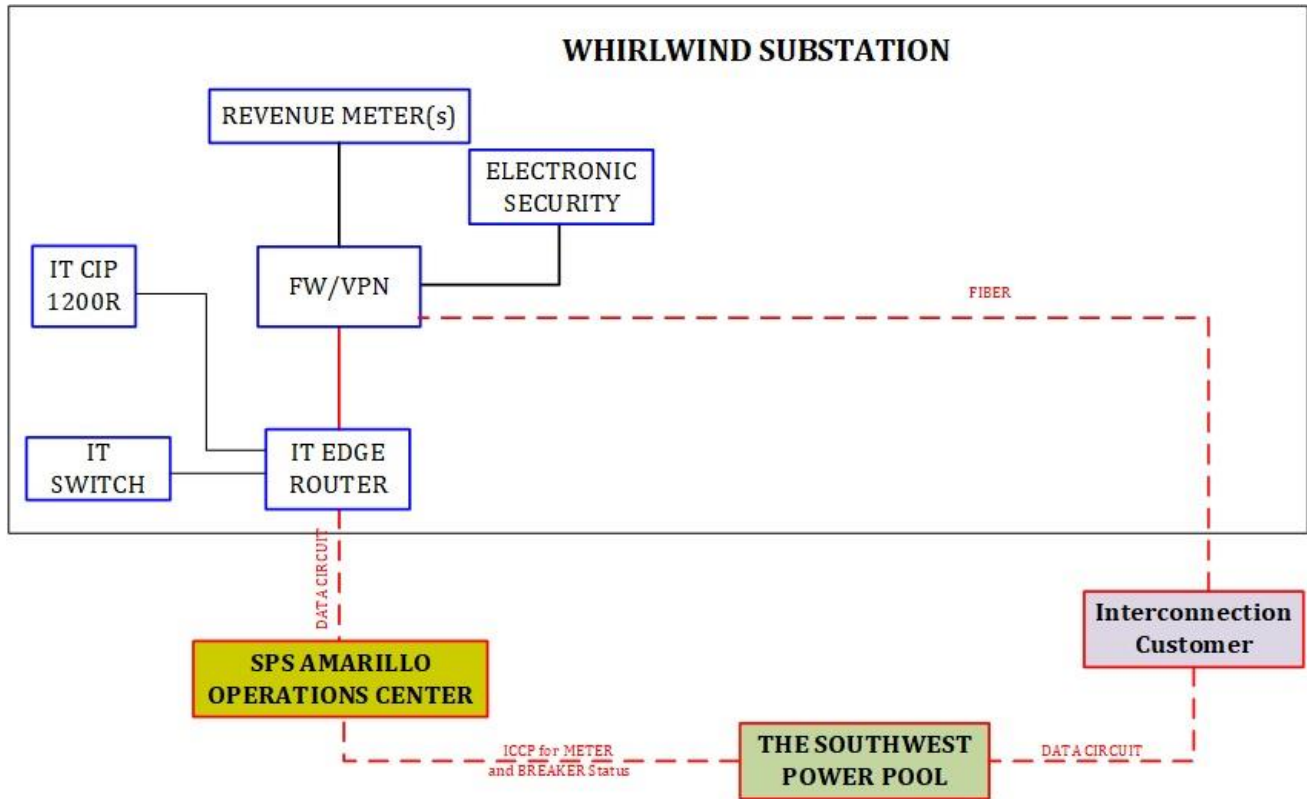 WHIRLWIND SUBSTATION
REVENUE METER(s)
ELECTRONIC
SECURITY
IT CIP
1200R
FW/VPN
FIBER
IT
SWITCH
IT EDGE
ROUTER
DATA CIRCUIT
Interconnection
Customer
SPS AMARILLO
OPERATIONS CENTER
ICCP for METER
and BREAKER Status
THE SOUTHWEST
POWER POOL
DATA CIRCUIT